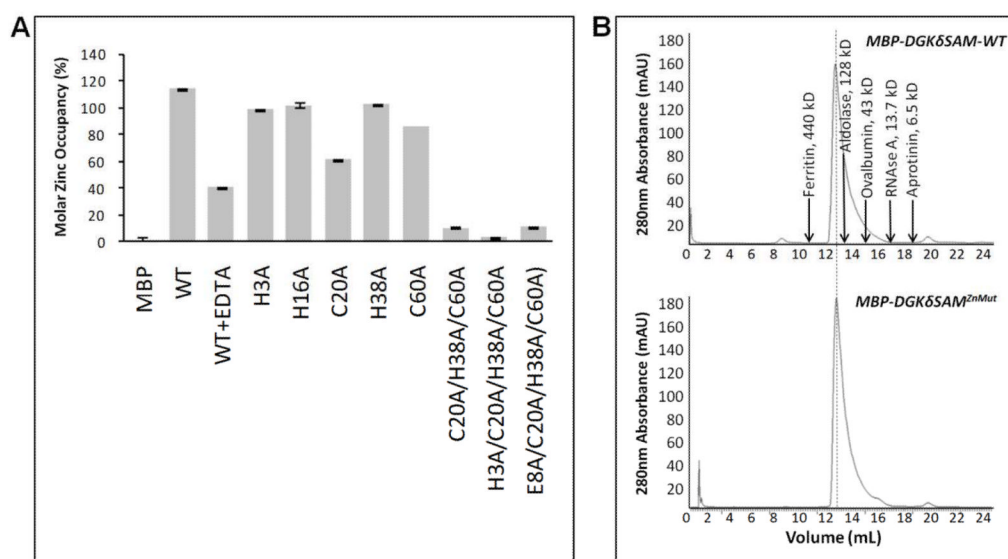 A
Molar Zinc Occupancy (%)
140
120
100
80
60
40
20
0
MBP
WT
WT+EDTA
H3A
H16A
C20A
H38A
C60A
C20A/H38A/C60A
H3A/C20A/H38A/C60A
E8A/C20A/H38A/C60A)
B
MBP-DGKδSAM-WT
280nm Absorbance (mAU)
180
160
140
120
100
80
60
40
20
Ferritin, 440 kD
Aldolase, 128 kD
Ovalbumin, 43 kD
RNAse A, 13.7 kD
Aprotinin, 6.5 kD
0 2 4 6 8 10 12 14 16 18 20 22 24
MBP-DGKδSAM^ZnMut
280nm Absorbance (mAU)
180
160
140
120
100
80
60
40
20
0 2 4 6 8 10 12 14 16 18 20 22 24
Volume (mL)